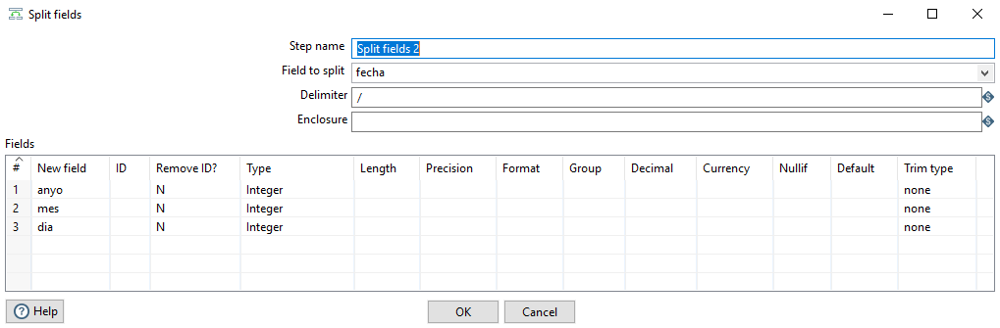 Split fields
Step name Split fields 2
Field to split fecha
Delimiter /
Enclosure
Fields
# New field ID Remove ID? Type Length Precision Format Group Decimal Currency Nullif Default Trim type
1 anyo N Integer none
2 mes N Integer none
3 dia N Integer none
? Help OK Cancel